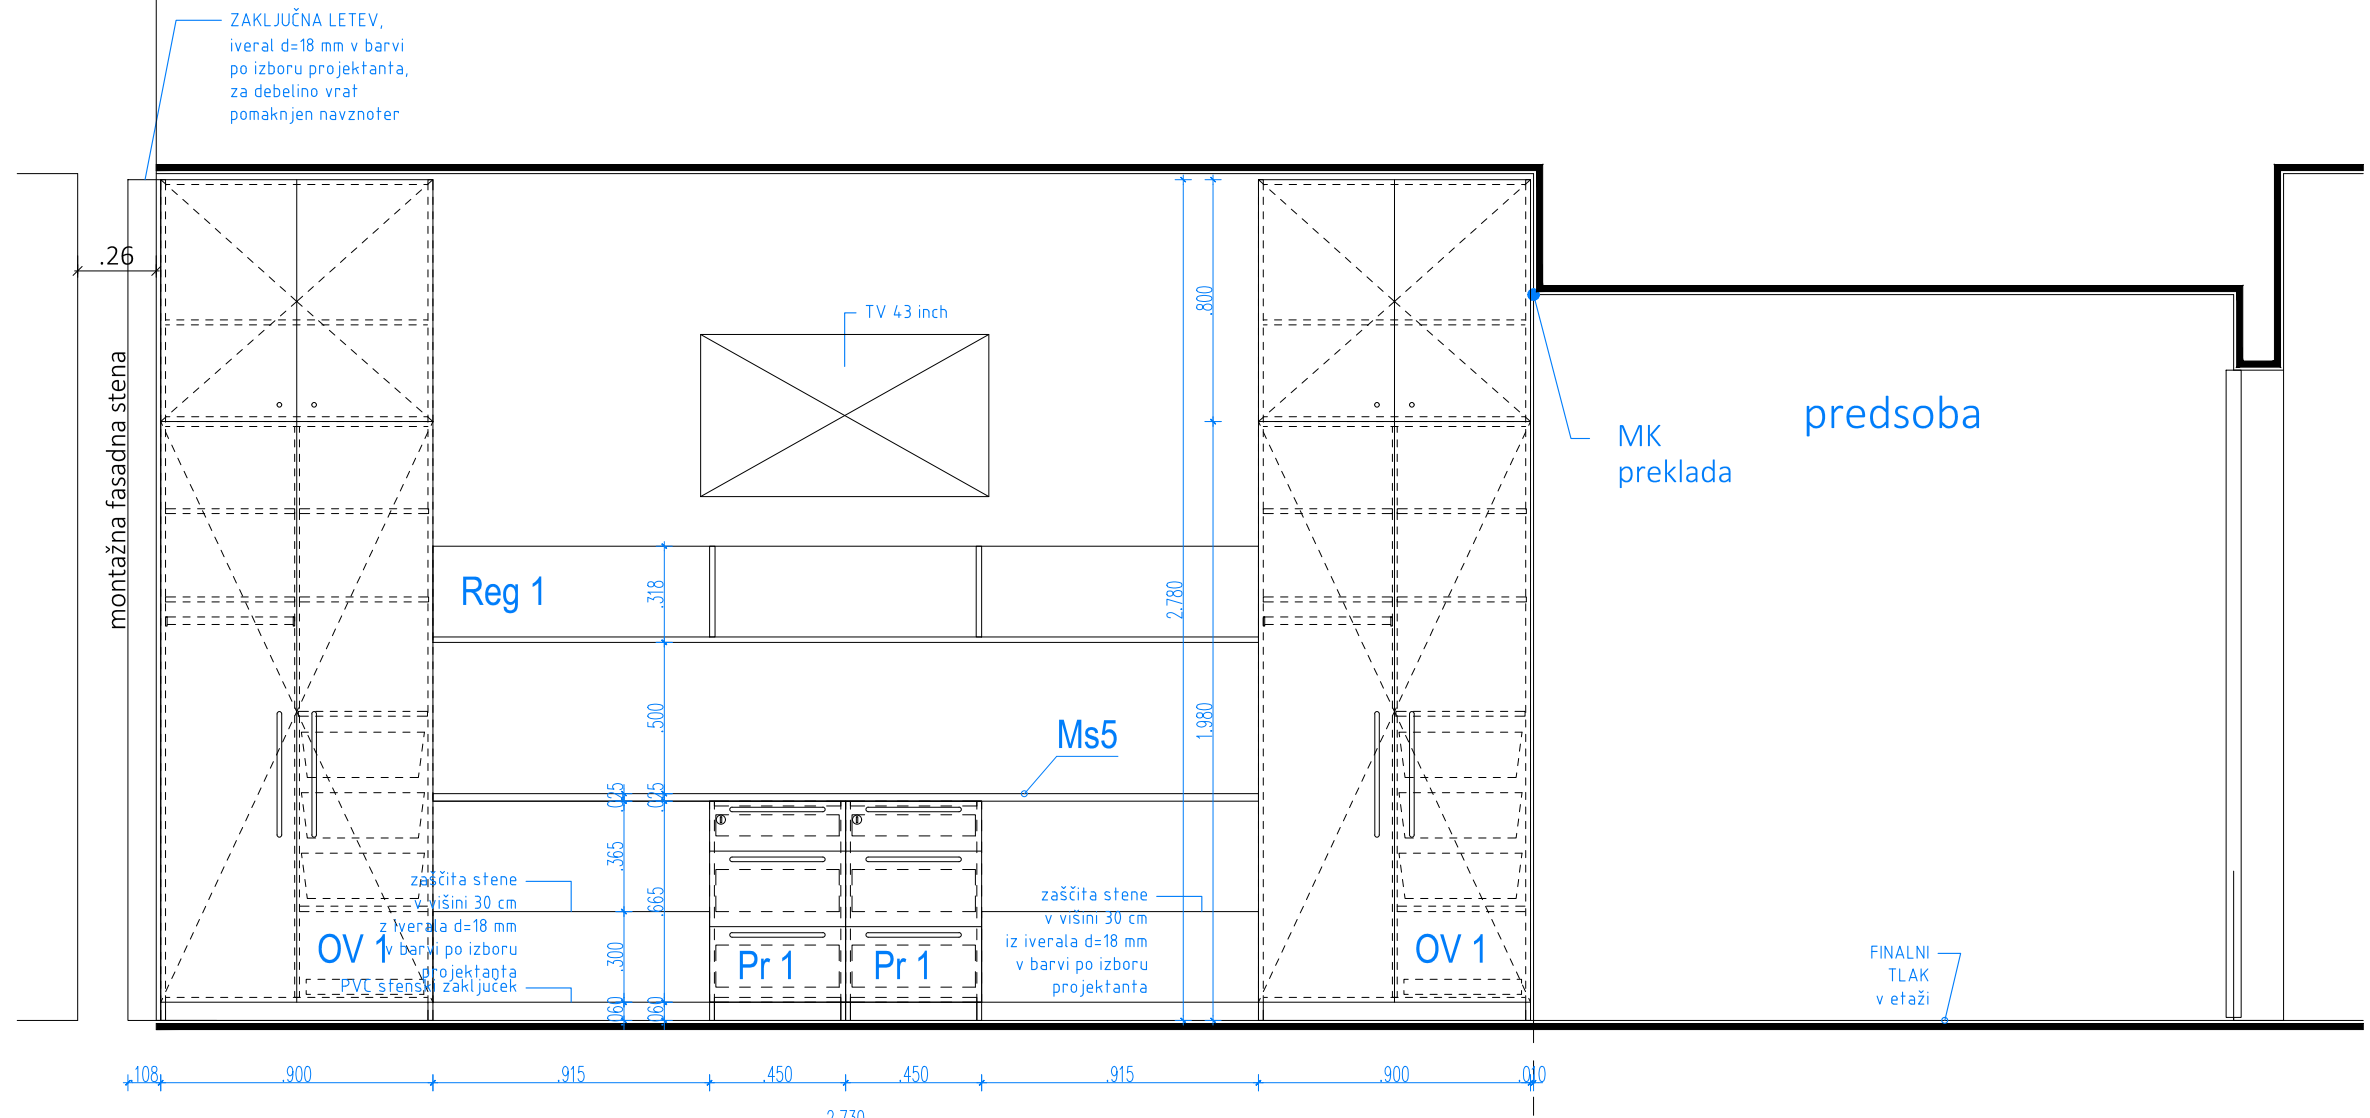 ZAKLJUČNA LETEV,
iveral d=18 mm v barvi
po izboru projektanta,
za debelino vrat
pomaknjen navznoter
.26
montažna fasadna stena
TV 43 inch
.800
2.780
1.980
MK
preklada
predsoba
Reg 1
.318
.500
Ms5
.025
.025
.365
.665
.300
.060
.060
zaščita stene
v višini 30 cm
z iverala d=18 mm
v barvi po izboru
projektanta
PVC stenski zaključek
OV 1
Pr 1
Pr 1
zaščita stene
v višini 30 cm
iz iverala d=18 mm
v barvi po izboru
projektanta
OV 1
FINALNI
TLAK
v etaži
.108
.900
.915
.450
.450
.915
.900
.010
2.730